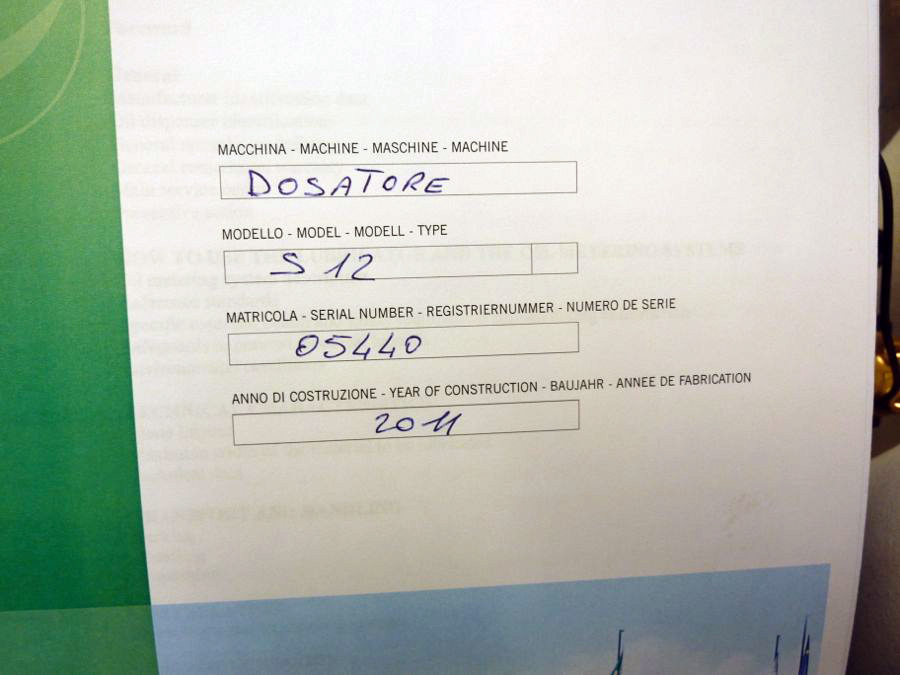 MACCHINA - MACHINE - MASCHINE - MACHINE
DOSATORE
MODELLO - MODEL - MODELL - TYPE
S 12
MATRICOLA - SERIAL NUMBER - REGISTRIERNUMMER - NUMERO DE SERIE
05440
ANNO DI COSTRUZIONE - YEAR OF CONSTRUCTION - BAUJAHR - ANNEE DE FABRICATION
2011